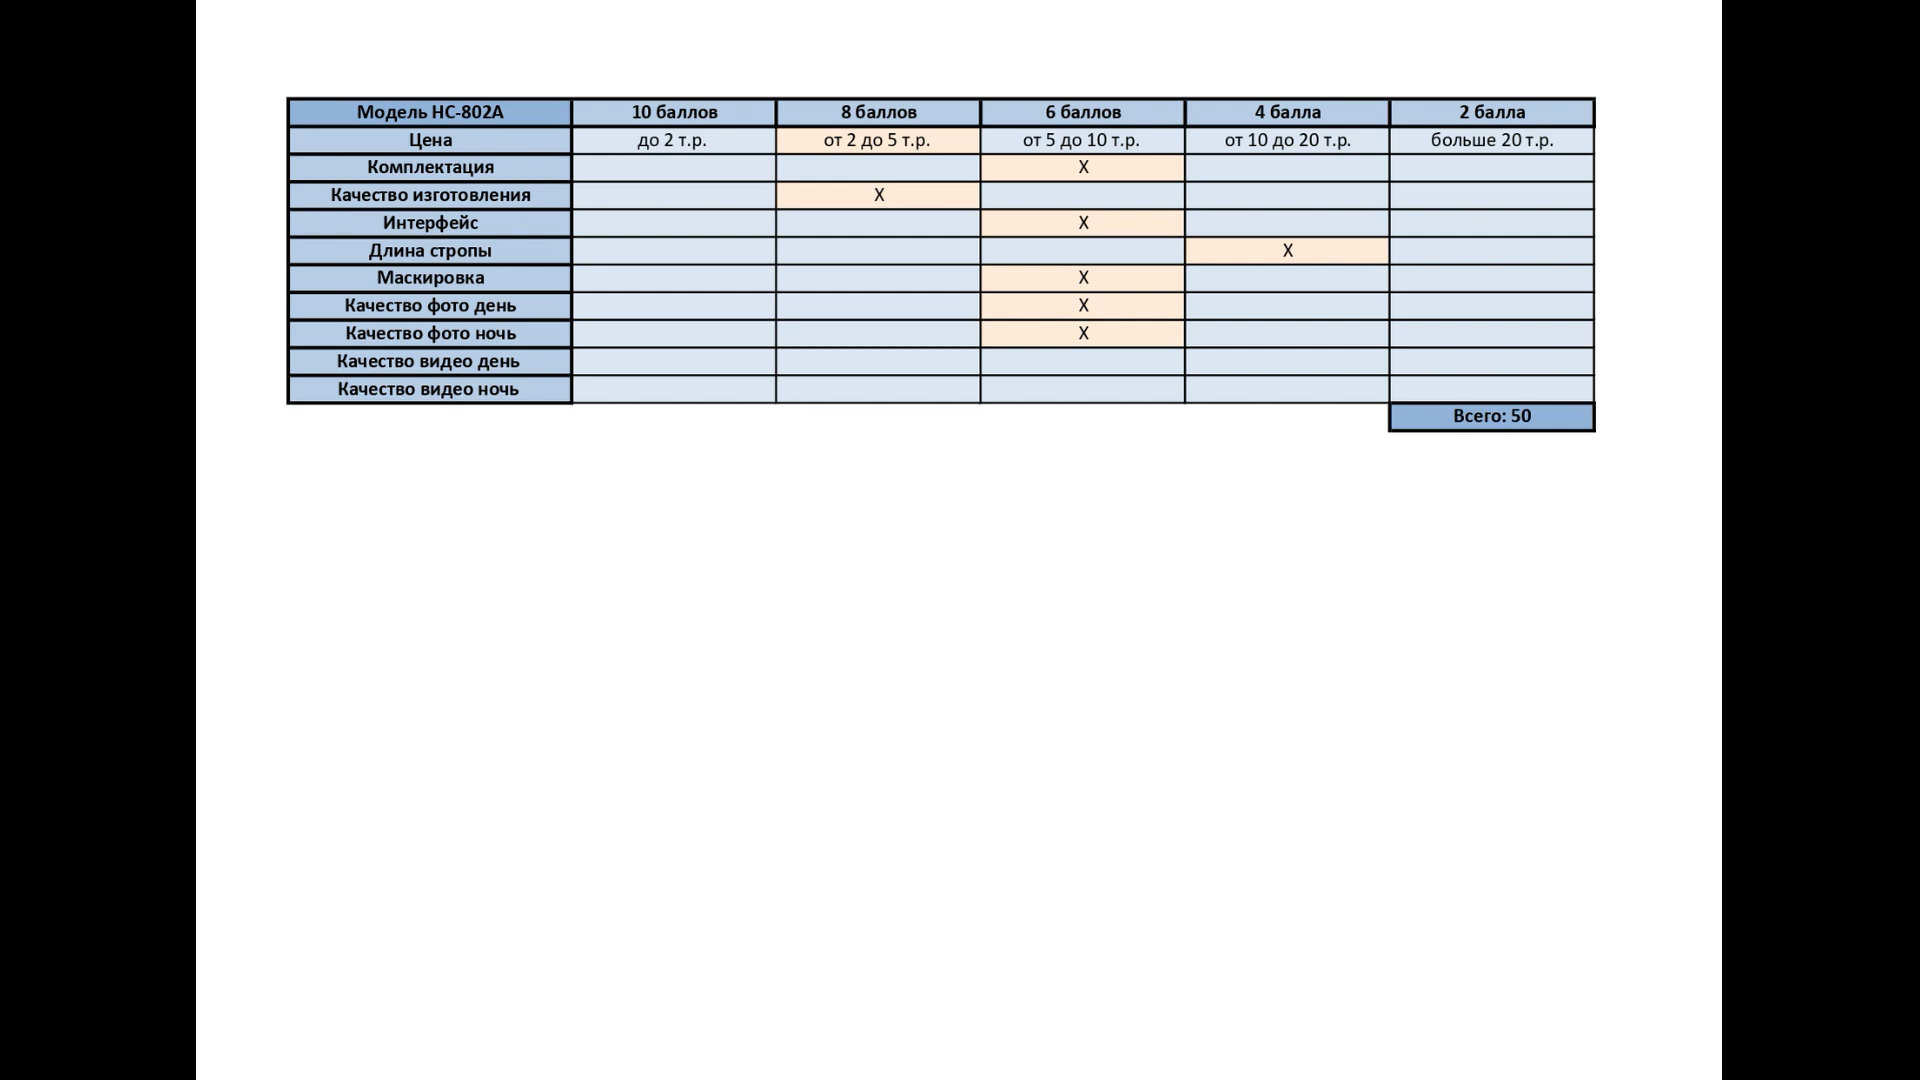 Модель HC-802A 10 баллов 8 баллов 6 баллов 4 балла 2 балла
Цена до 2 т.р. от 2 до 5 т.р. от 5 до 10 т.р. от 10 до 20 т.р. больше 20 т.р.
Комплектация X
Качество изготовления X
Интерфейс X
Длина стропы X
Маскировка X
Качество фото день X
Качество фото ночь X
Качество видео день
Качество видео ночь
Всего: 50